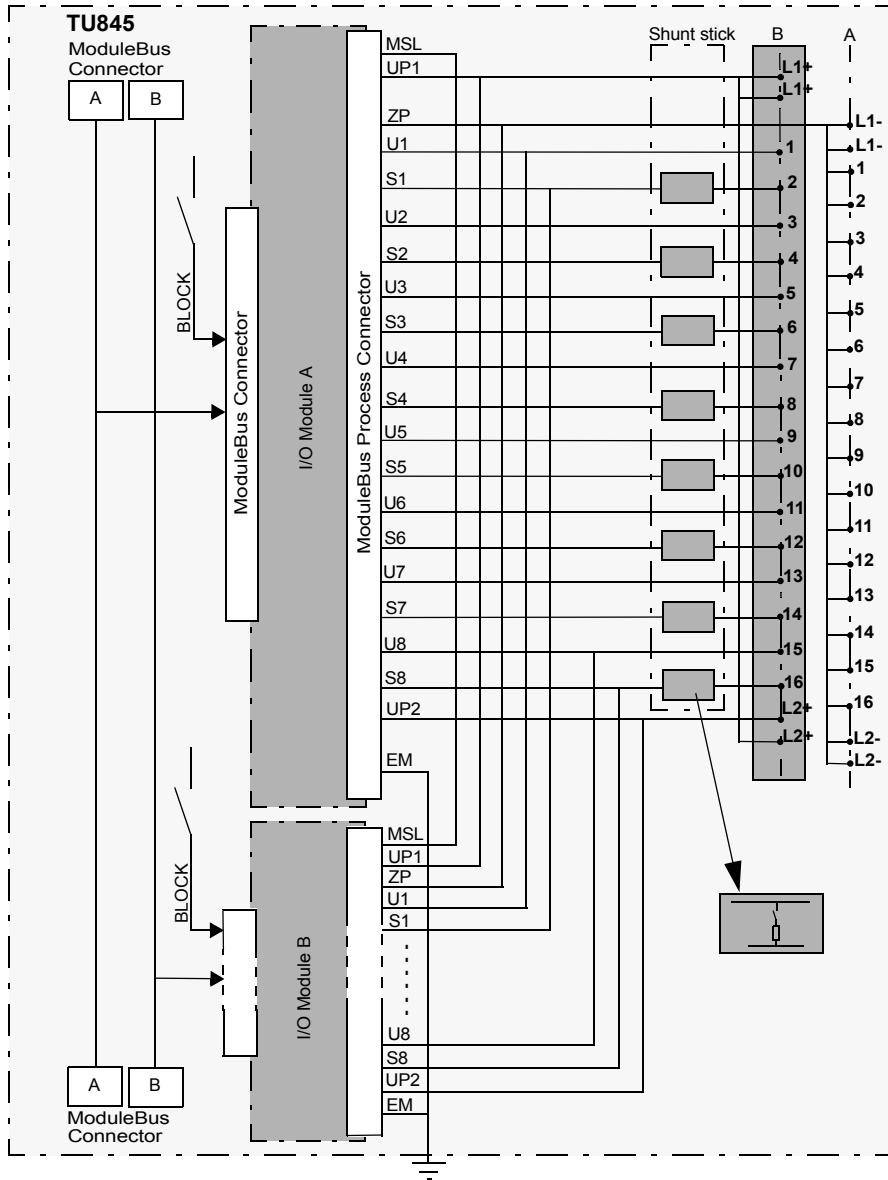 TU845
ModuleBus
Connector
A
B
BLOCK
ModuleBus Connector
I/O Module A
ModuleBus Process Connector
MSL
UP1
ZP
U1
S1
U2
S2
U3
S3
U4
S4
U5
S5
U6
S6
U7
S7
U8
S8
UP2
EM
Shunt stick
B
L1+
L1+
1
2
3
4
5
6
7
8
9
10
11
12
13
14
15
16
L2+
L2+
A
L1-
L1-
1
2
3
4
5
6
7
8
9
10
11
12
13
14
15
16
L2-
L2-
BLOCK
I/O Module B
MSL
UP1
ZP
U1
S1
U8
S8
UP2
EM
A
B
ModuleBus
Connector